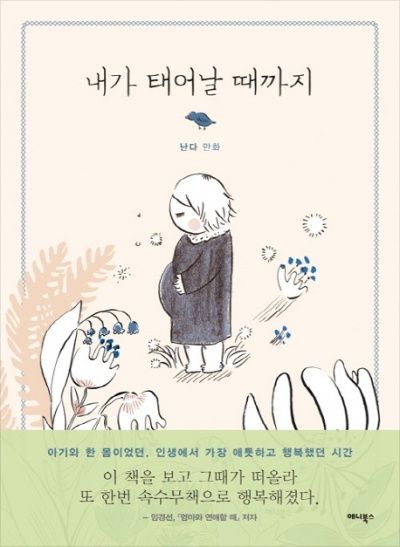 내가 태어날 때까지
난다 만화
아기와 한 몸이었던, 인생에서 가장 애틋하고 행복했던 시간
이 책을 보고 그때가 떠올라
또 한번 속수무책으로 행복해졌다.
– 임경선, 『엄마와 연애할 때』 저자
애니북스